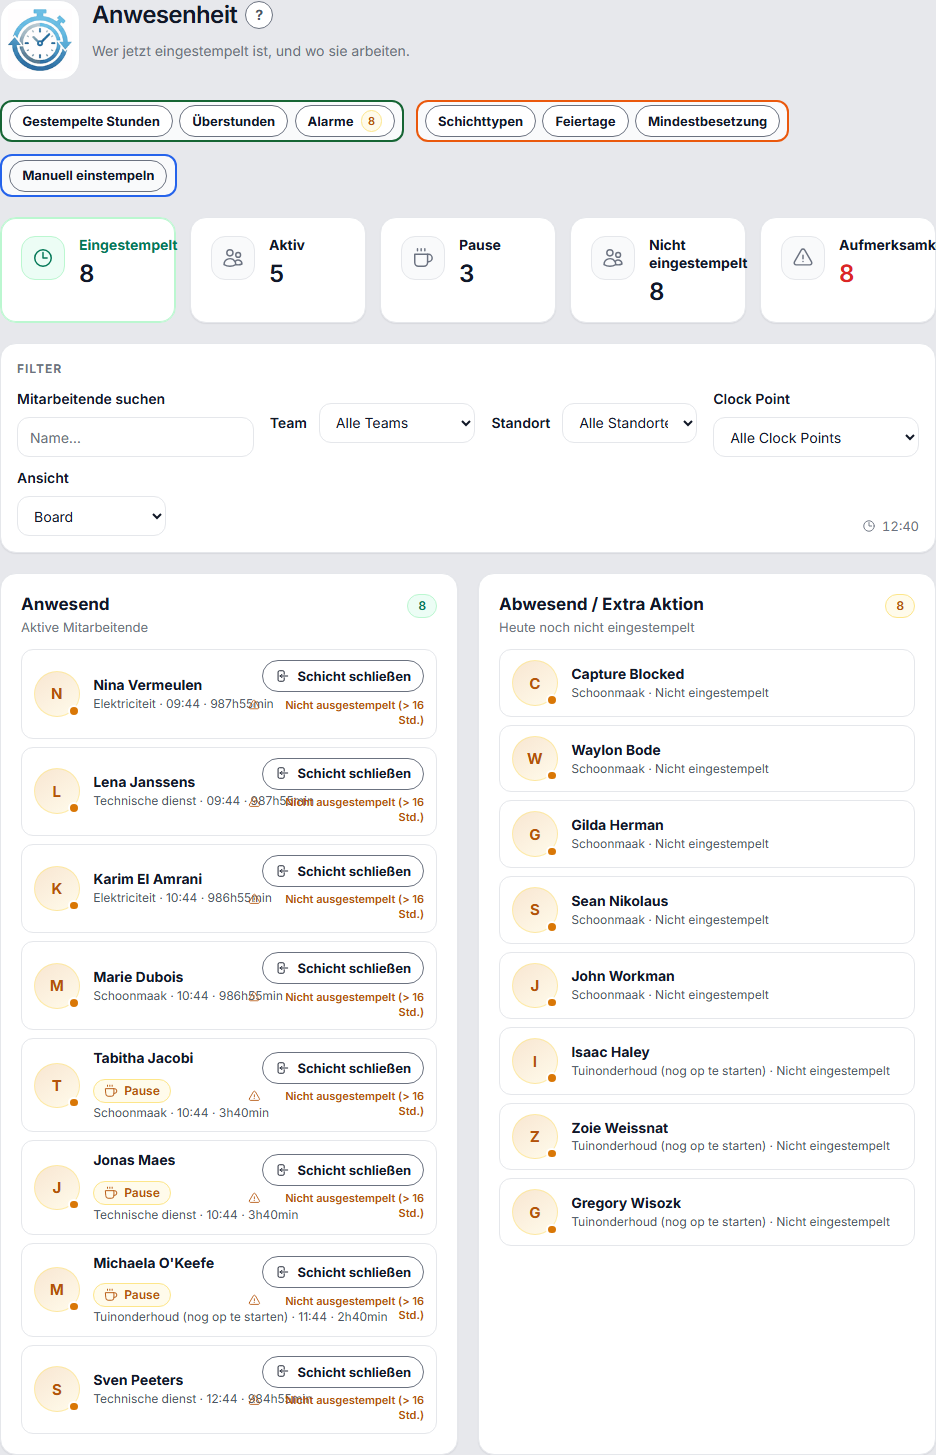 Anwesenheit ?
Wer jetzt eingestempelt ist, und wo sie arbeiten.
Gestempelte Stunden Überstunden Alarme 8 Schichttypen Feiertage Mindestbesetzung
Manuell einstempeln
Eingestempelt
8
Aktiv
5
Pause
3
Nicht
eingestempelt
8
Aufmerksamk
8
FILTER
Mitarbeitende suchen
Name...
Team Alle Teams
Standort Alle Standorte
Clock Point
Alle Clock Points
Ansicht
Board
12:40
Anwesend 8
Aktive Mitarbeitende
N
Nina Vermeulen
Elektriciteit · 09:44 · 987h55min
Schicht schließen
Nicht ausgestempelt (> 16
Std.)
L
Lena Janssens
Technische dienst · 09:44 · 987h55min
Schicht schließen
Nicht ausgestempelt (> 16
Std.)
K
Karim El Amrani
Elektriciteit · 10:44 · 986h55min
Schicht schließen
Nicht ausgestempelt (> 16
Std.)
M
Marie Dubois
Schoonmaak · 10:44 · 986h55min
Schicht schließen
Nicht ausgestempelt (> 16
Std.)
T
Tabitha Jacobi
Pause
Schoonmaak · 10:44 · 3h40min
Schicht schließen
Nicht ausgestempelt (> 16
Std.)
J
Jonas Maes
Pause
Technische dienst · 10:44 · 3h40min
Schicht schließen
Nicht ausgestempelt (> 16
Std.)
M
Michaela O'Keefe
Pause
Tuinonderhoud (nog op te starten) · 11:44 · 2h40min
Schicht schließen
Nicht ausgestempelt (> 16
Std.)
S
Sven Peeters
Technische dienst · 12:44 · 984h55min
Schicht schließen
Nicht ausgestempelt (> 16
Std.)
Abwesend / Extra Aktion 8
Heute noch nicht eingestempelt
C
Capture Blocked
Schoonmaak · Nicht eingestempelt
W
Waylon Bode
Schoonmaak · Nicht eingestempelt
G
Gilda Herman
Schoonmaak · Nicht eingestempelt
S
Sean Nikolaus
Schoonmaak · Nicht eingestempelt
J
John Workman
Schoonmaak · Nicht eingestempelt
I
Isaac Haley
Tuinonderhoud (nog op te starten) · Nicht eingestempelt
Z
Zoie Weissnat
Tuinonderhoud (nog op te starten) · Nicht eingestempelt
G
Gregory Wisozk
Tuinonderhoud (nog op te starten) · Nicht eingestempelt